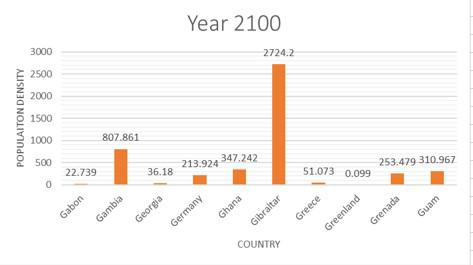 Year 2100
2724.2
3000
2500
2000
1500
1000
500
0
POPULAITON DENSITY
22.739
807.861
36.18
213.924
347.242
51.073
0.099
253.479
310.967
Gabon
Gambia
Georgia
Germany
Ghana
Gibraltar
Greece
Greenland
Grenada
Guam
COUNTRY